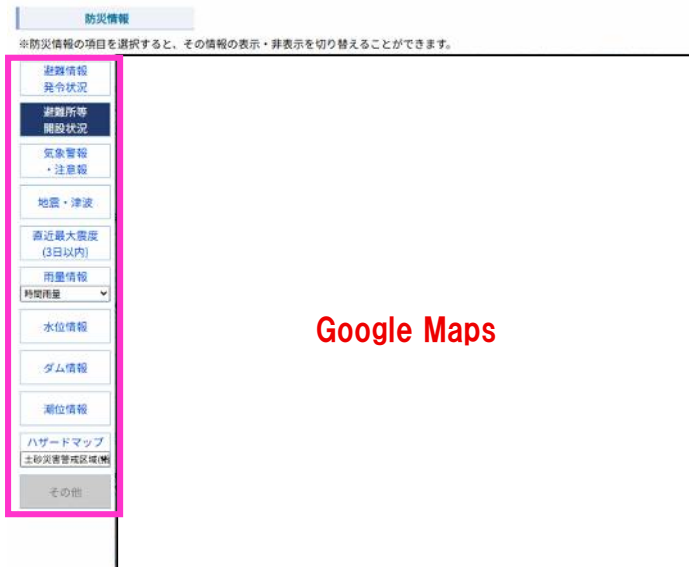 防災情報
※防災情報の項目を選択すると、その情報の表示・非表示を切り替えることができます。
避難情報
発令状況
避難所等
開設状況
気象警報
・注意報
地震・津波
直近最大震度
(3日以内)
雨量情報
時間雨量
水位情報
Google Maps
ダム情報
潮位情報
ハザードマップ
土砂災害警戒区域(
その他